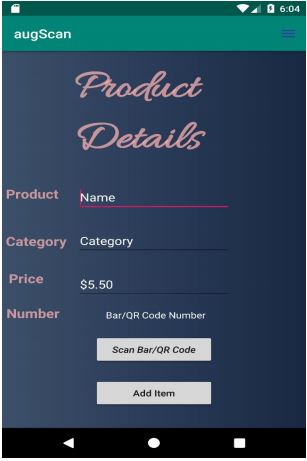 6:04
augScan
Product
Details
Product Name
Category Category
Price $5.50
Number Bar/QR Code Number
Scan Bar/QR Code
Add Item